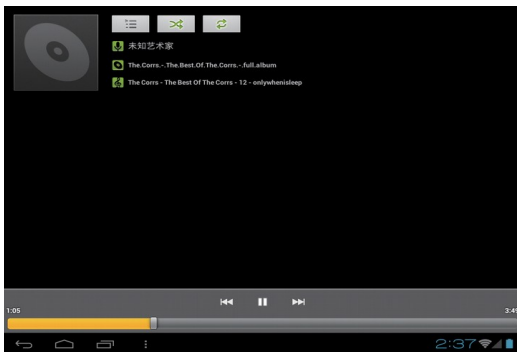 未知艺术家
The.Corrs.-.The.Best.Of.The.Corrs.-.full.album
The Corrs - The Best Of The Corrs - 12 - onlywhenisleep
1:05
3:49
2:37